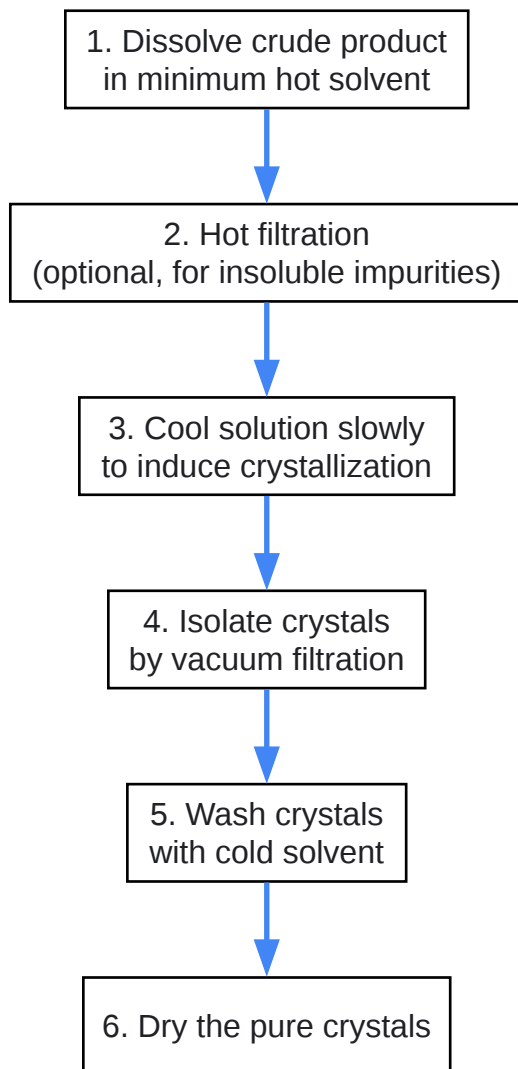 1. Dissolve crude product
in minimum hot solvent
2. Hot filtration
(optional, for insoluble impurities)
3. Cool solution slowly
to induce crystallization
4. Isolate crystals
by vacuum filtration
5. Wash crystals
with cold solvent
6. Dry the pure crystals